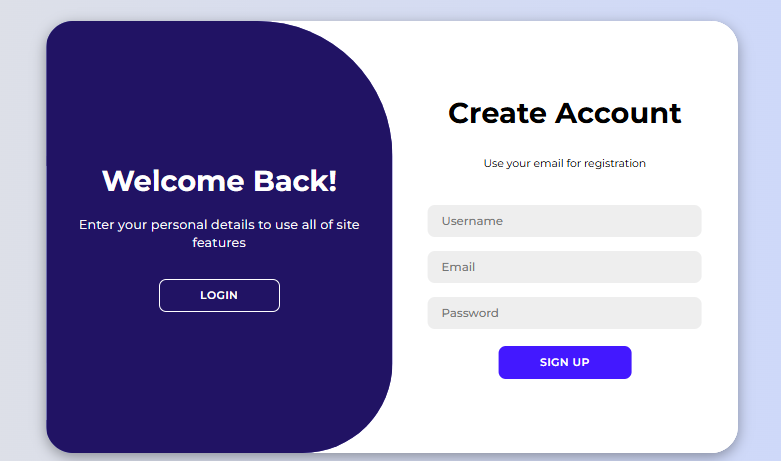 Welcome Back!
Enter your personal details to use all of site
features
LOGIN
Create Account
Use your email for registration
Username
Email
Password
SIGN UP